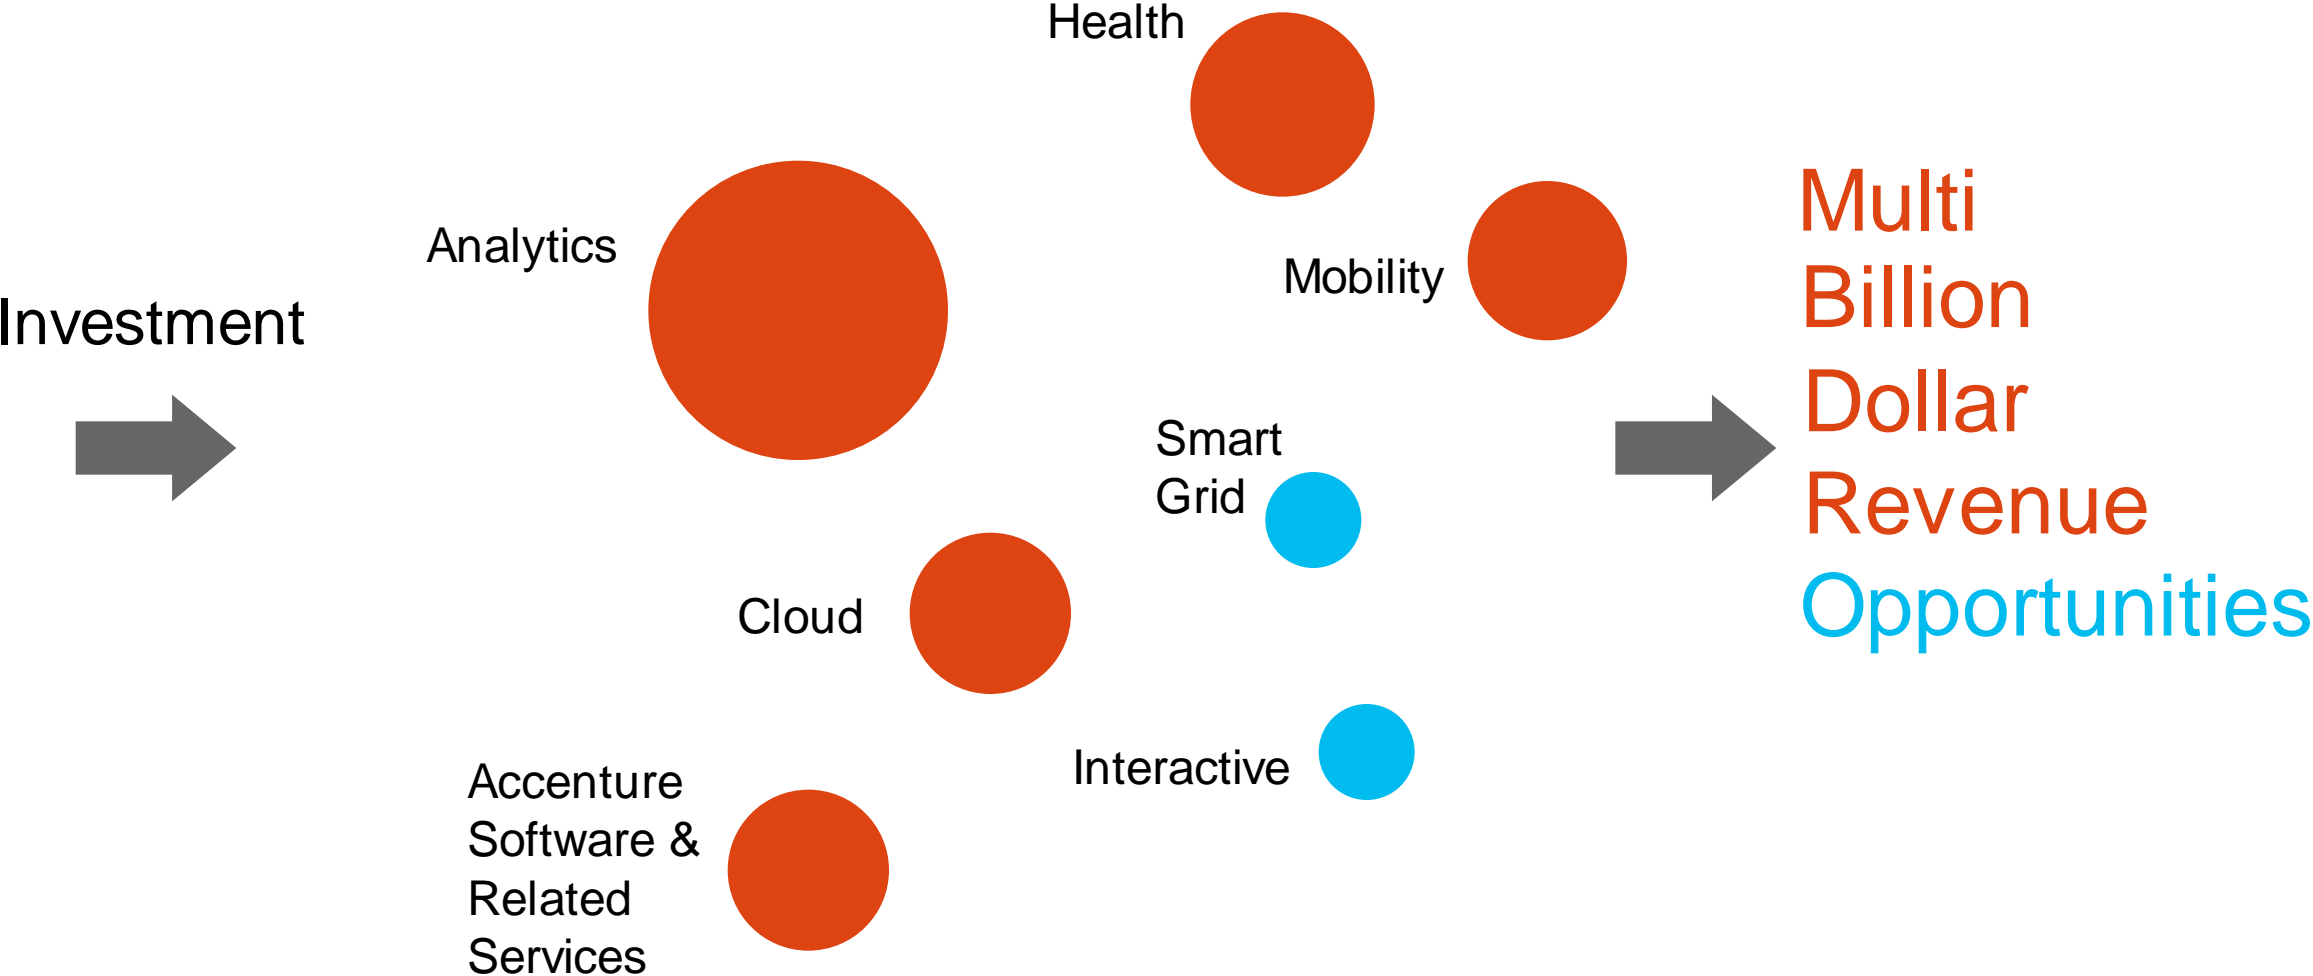 Health
Analytics
Mobility
Investment
Smart
Grid
Cloud
Interactive
Accenture
Software &
Related
Services
Multi
Billion
Dollar
Revenue
Opportunities